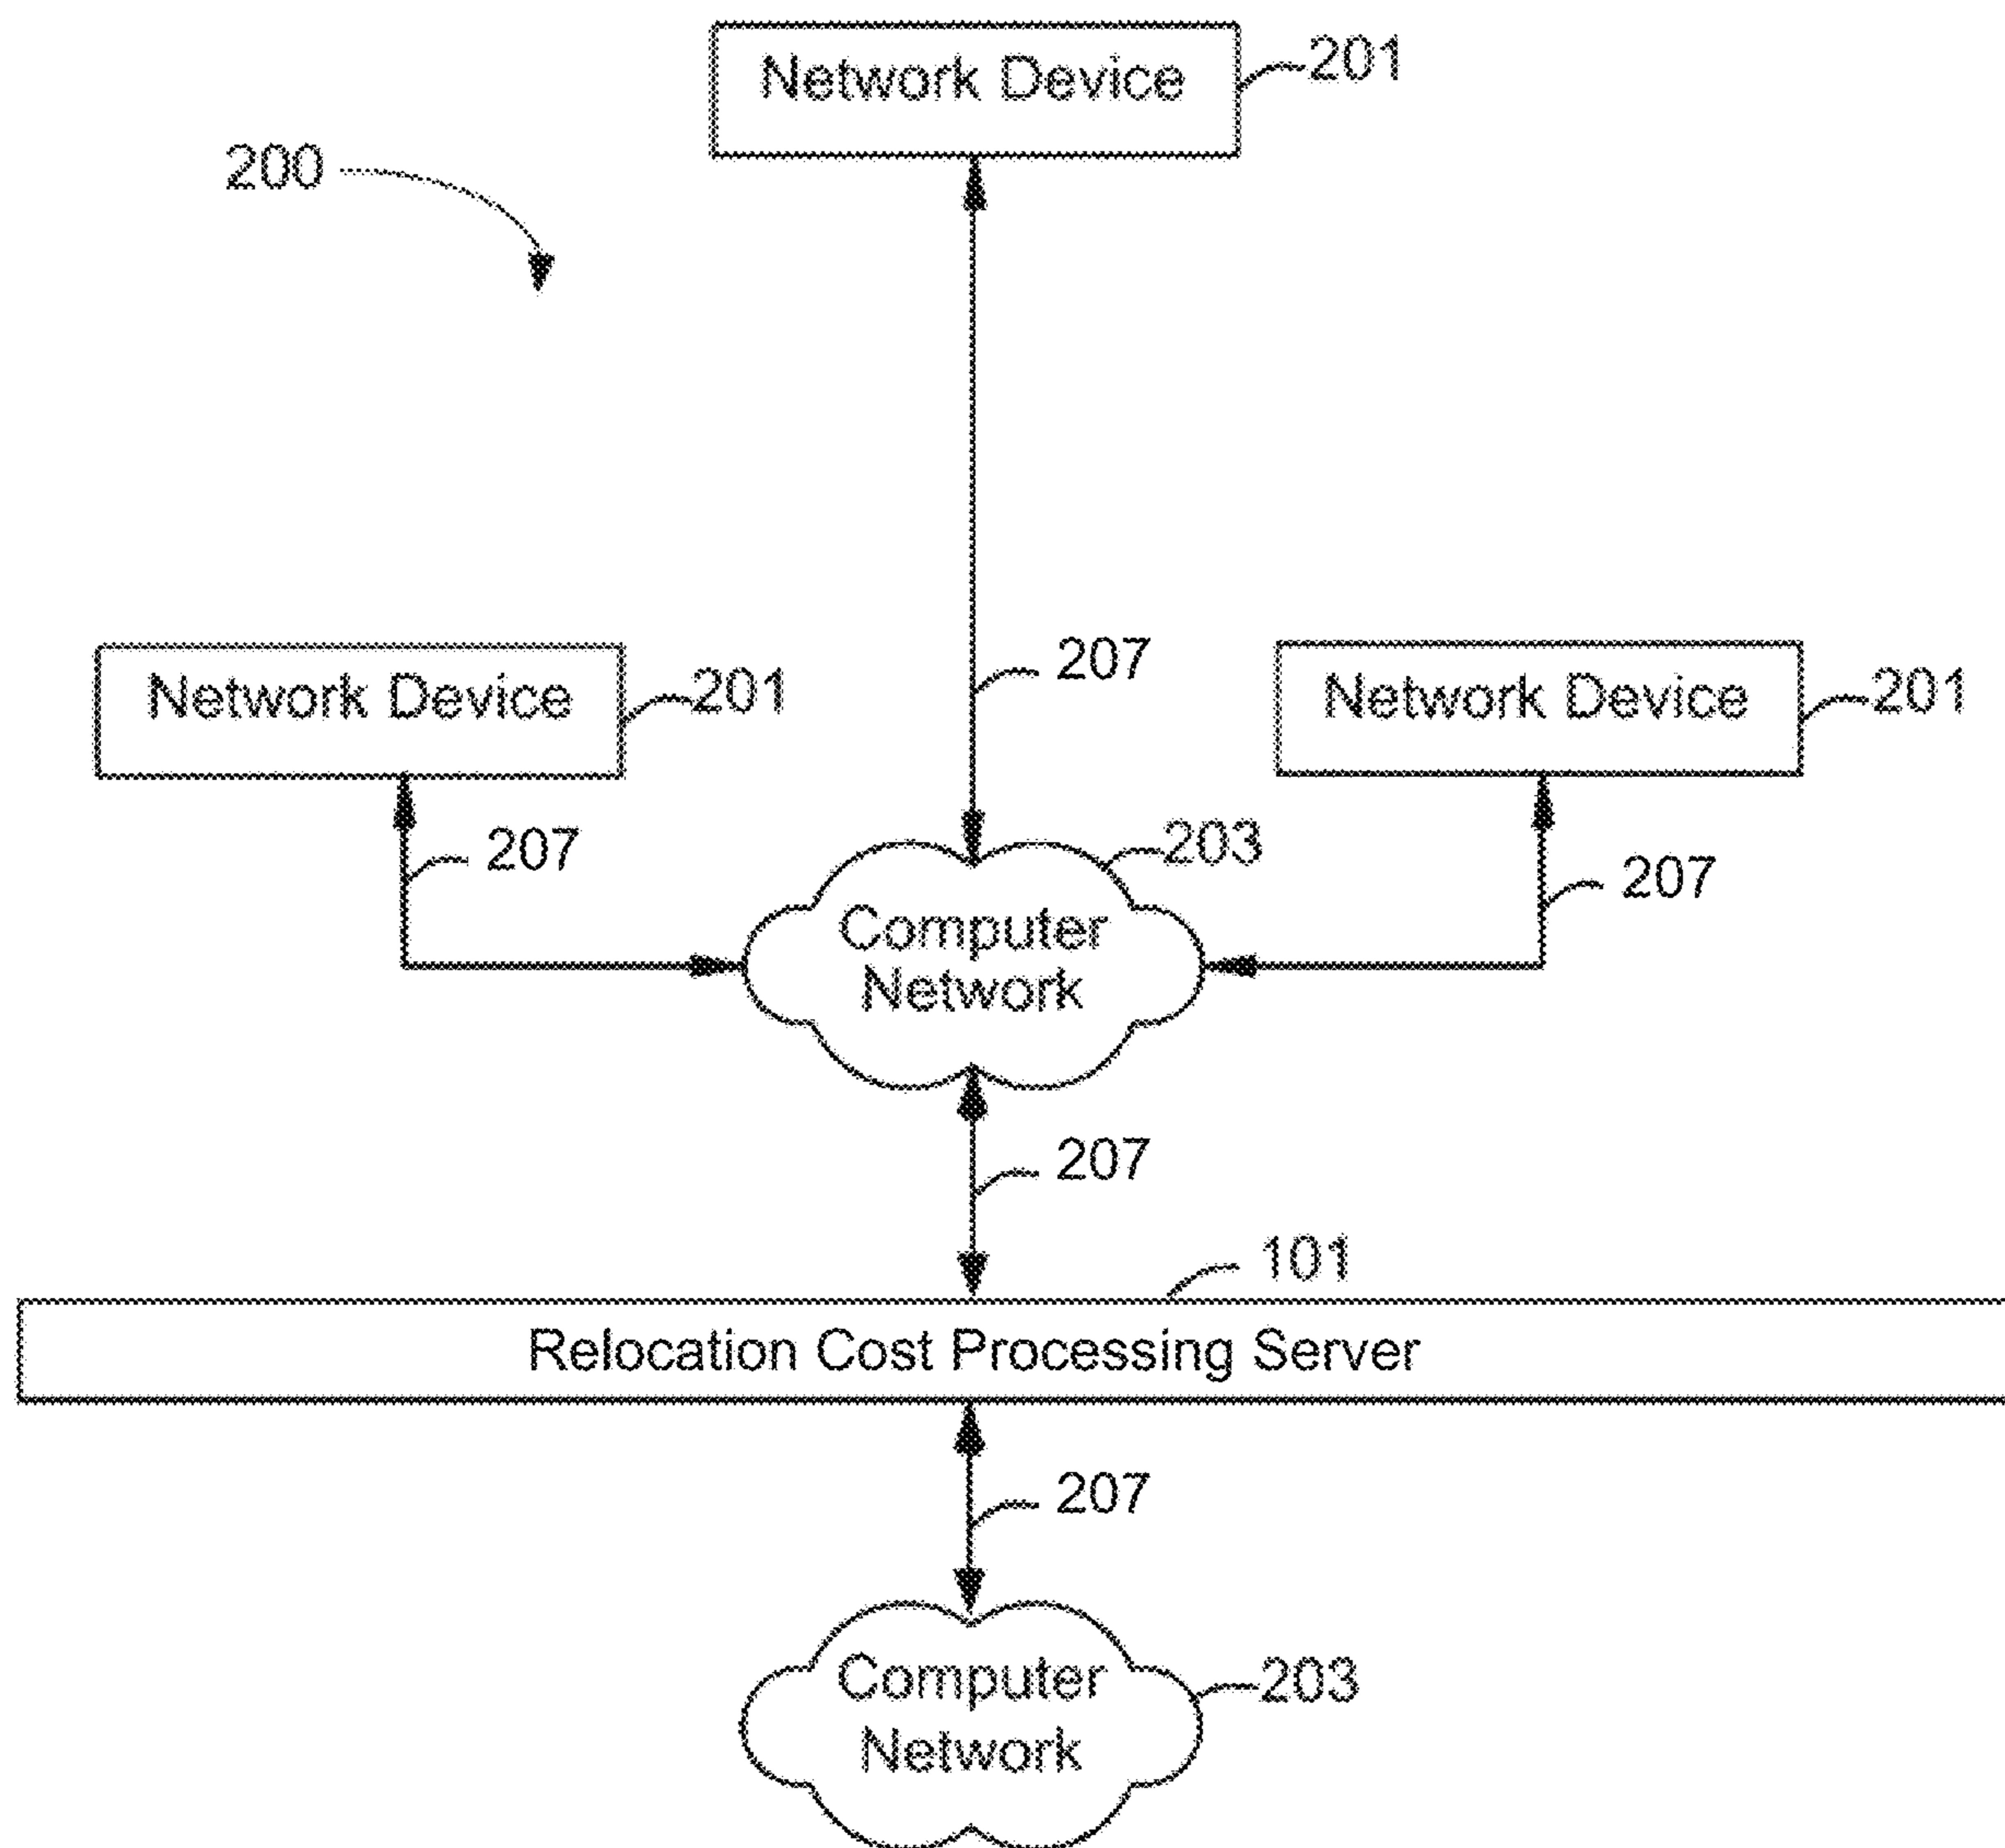 Network Device
201
200
207
Network Device
201
Network Device
201
207
203
207
Computer
Network
207
101
Relocation Cost Processing Server
207
Computer
Network
203